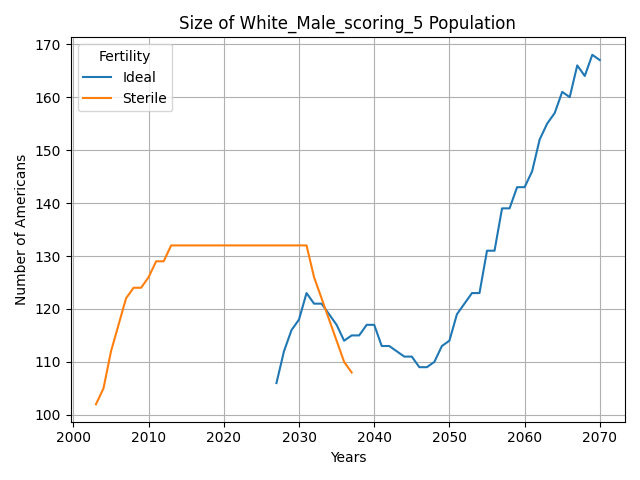 Size of White_Male_scoring_5 Population
Fertility
Ideal
Sterile
Number of Americans
170
160
150
140
130
120
110
100
2000 2010 2020 2030 2040 2050 2060 2070
Years